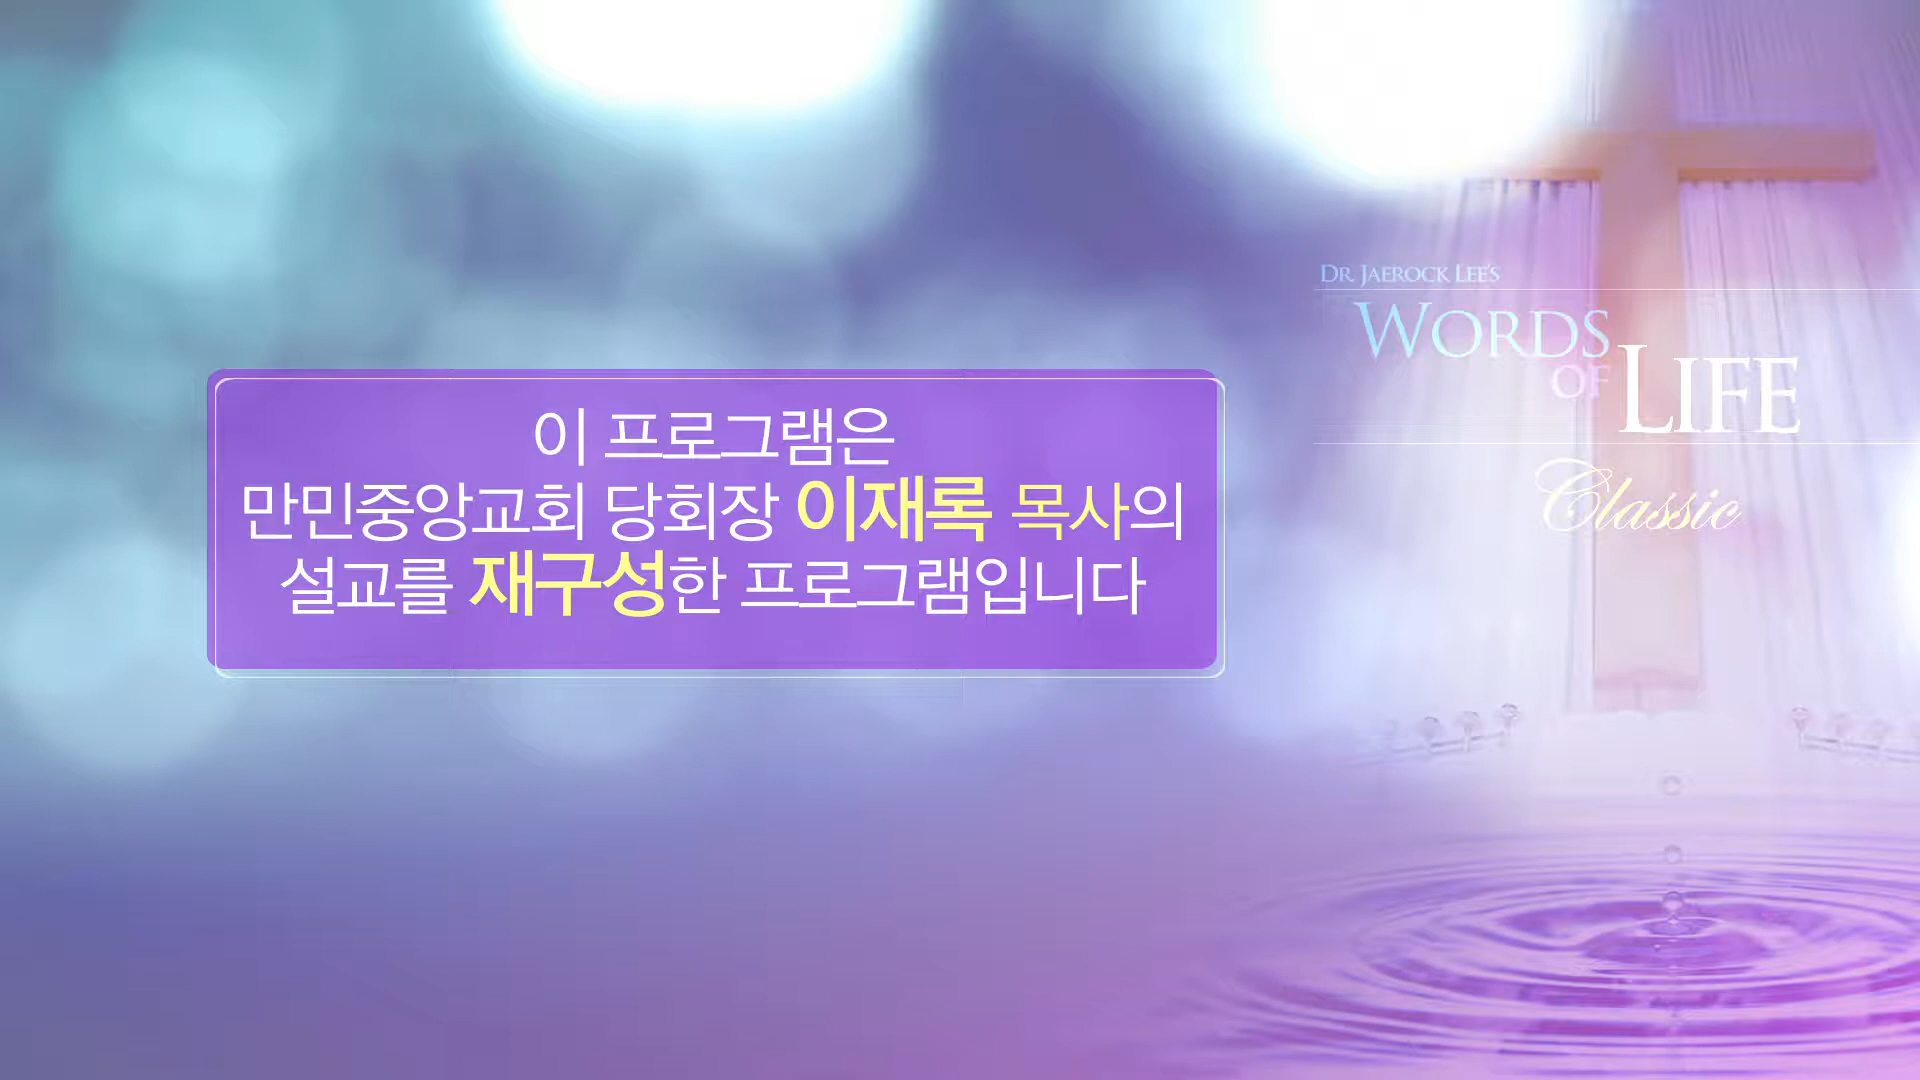 이 프로그램은
만민중앙교회 당회장 이재록 목사의
설교를 재구성한 프로그램입니다
DR. JAEROCK LEE'S
WORDS
OF LIFE
Classic